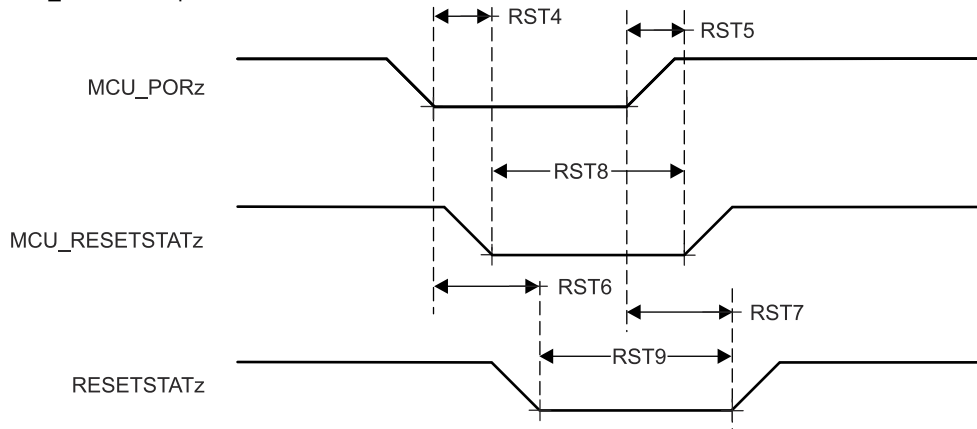 RST4
RST5
MCU_PORz
RST8
MCU_RESETSTATz
RST6
RST7
RST9
RESETSTATz